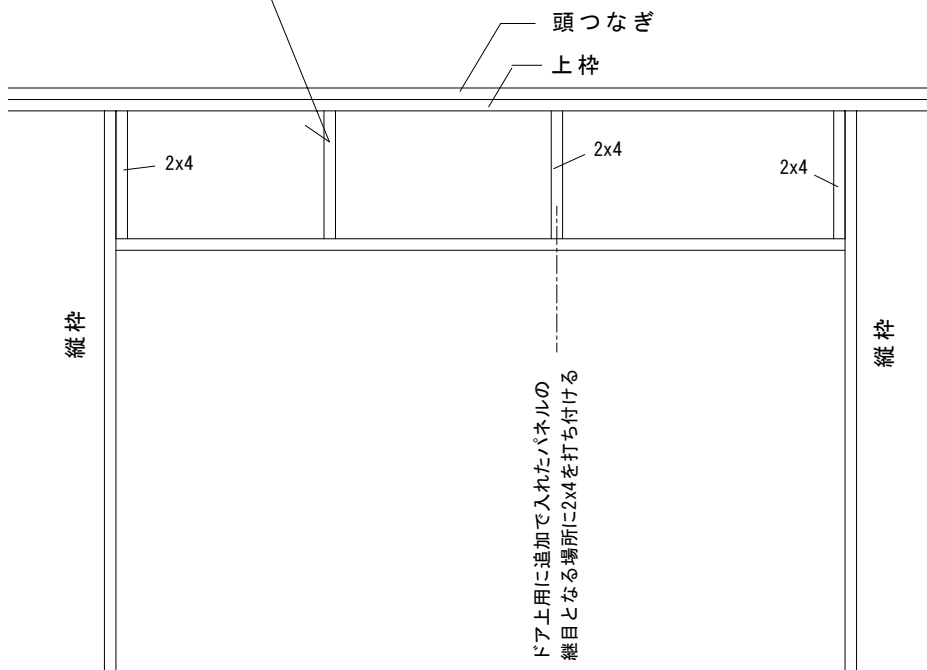 頭つなぎ
上枠
2x4
2x4
2x4
縦枠
縦枠
ドア上用に追加で入れたパネルの
継目となる場所に2x4を打ち付ける